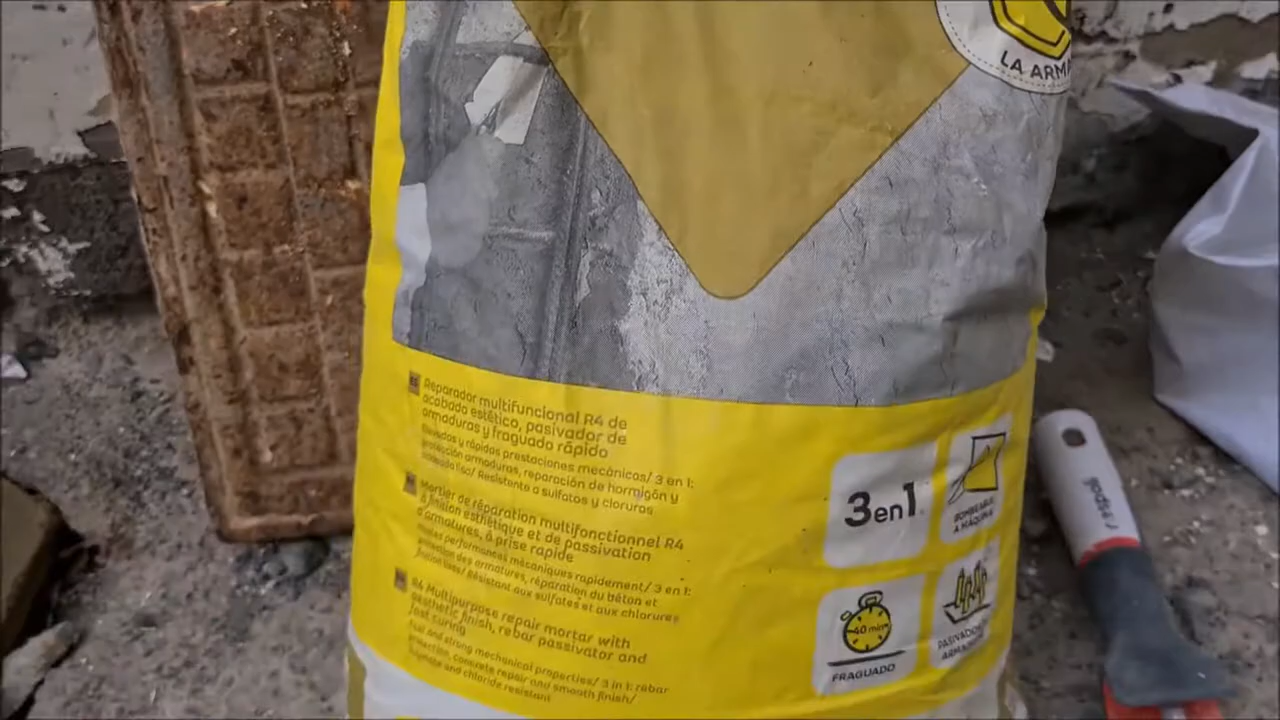 LA ARMA
ES
Reparador multifuncional R4 de
acabado estético, pasivador de
armaduras y fraguado rápido
Elevadas y rápidas prestaciones mecánicas/ 3 en 1:
protección armaduras, reparación de hormigón y
acabado liso/ Resistente a sulfatos y cloruros
Mortier de réparation multifonctionnel R4
à finition esthétique et de passivation
d'armatures, à prise rapide
performances mécaniques rapidement/ 3 en 1:
protection des armatures, réparation du béton et
finition lisse/ Résistant aux sulfates et aux chlorures
R4 Multipurpose repair mortar with
aesthetic finish, rebar passivator and
fast curing
Fast and strong mechanical properties/ 3 in 1: rebar
protection, concrete repair and smooth finish/
Sulphate and chloride resistant
3en1
BOMBEABLE
A MÁQUINA
40 min
FRAGUADO
PASIVADOR
ARMADURAS
r'aspal